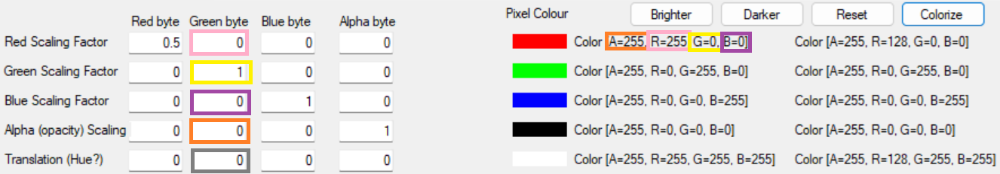 Pixel Colour Brighter Darker Reset Colorize
Red byte Green byte Blue byte Alpha byte
Red Scaling Factor 0.5 0 0 0 Color [A=255, R=255, G=0, B=0] Color [A=255, R=128, G=0, B=0]
Green Scaling Factor 0 1 0 0 Color [A=255, R=0, G=255, B=0] Color [A=255, R=0, G=255, B=0]
Blue Scaling Factor 0 0 1 0 Color [A=255, R=0, G=0, B=255] Color [A=255, R=0, G=0, B=255]
Alpha (opacity) Scaling 0 0 0 1 Color [A=255, R=0, G=0, B=0] Color [A=255, R=0, G=0, B=0]
Translation (Hue?) 0 0 0 0 Color [A=255, R=255, G=255, B=255] Color [A=255, R=128, G=255, B=255]